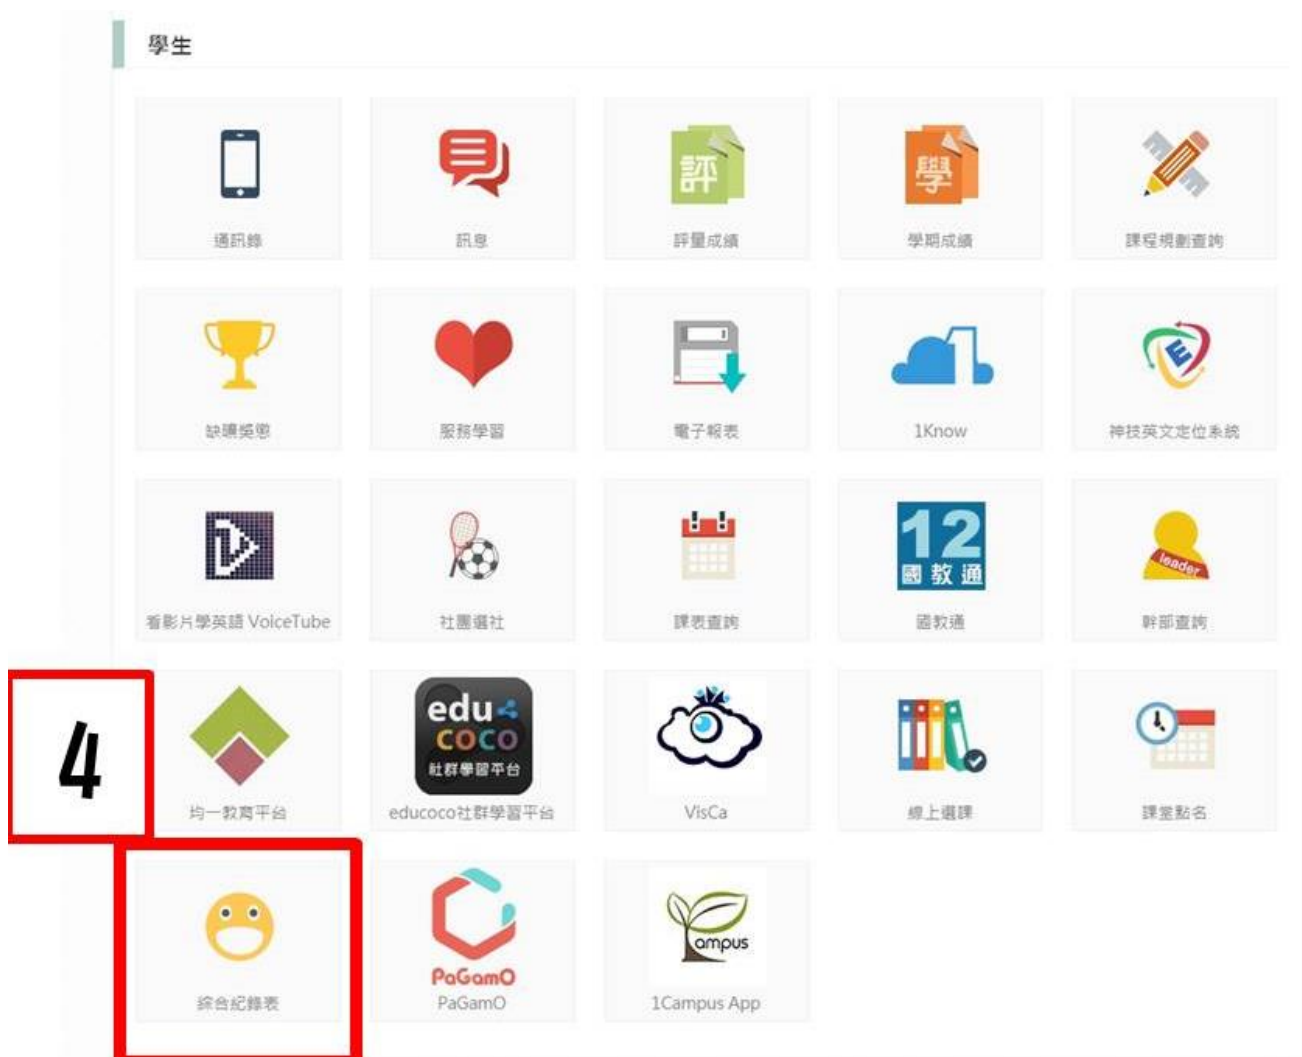 學生
通訊錄
訊息
評
評量成績
學
學期成績
課程規劃查詢
缺曠獎懲
服務學習
電子報表
1Know
E
神技英文定位系統
看影片學英語 VoiceTube
社團選社
課表查詢
12
國教通
國教通
leader
幹部查詢
4
均一教育平台
edu
coco
社群學習平台
educoco社群學習平台
VisCa
線上選課
課堂點名
綜合紀錄表
PaGamO
PaGamO
1Campus
1Campus App